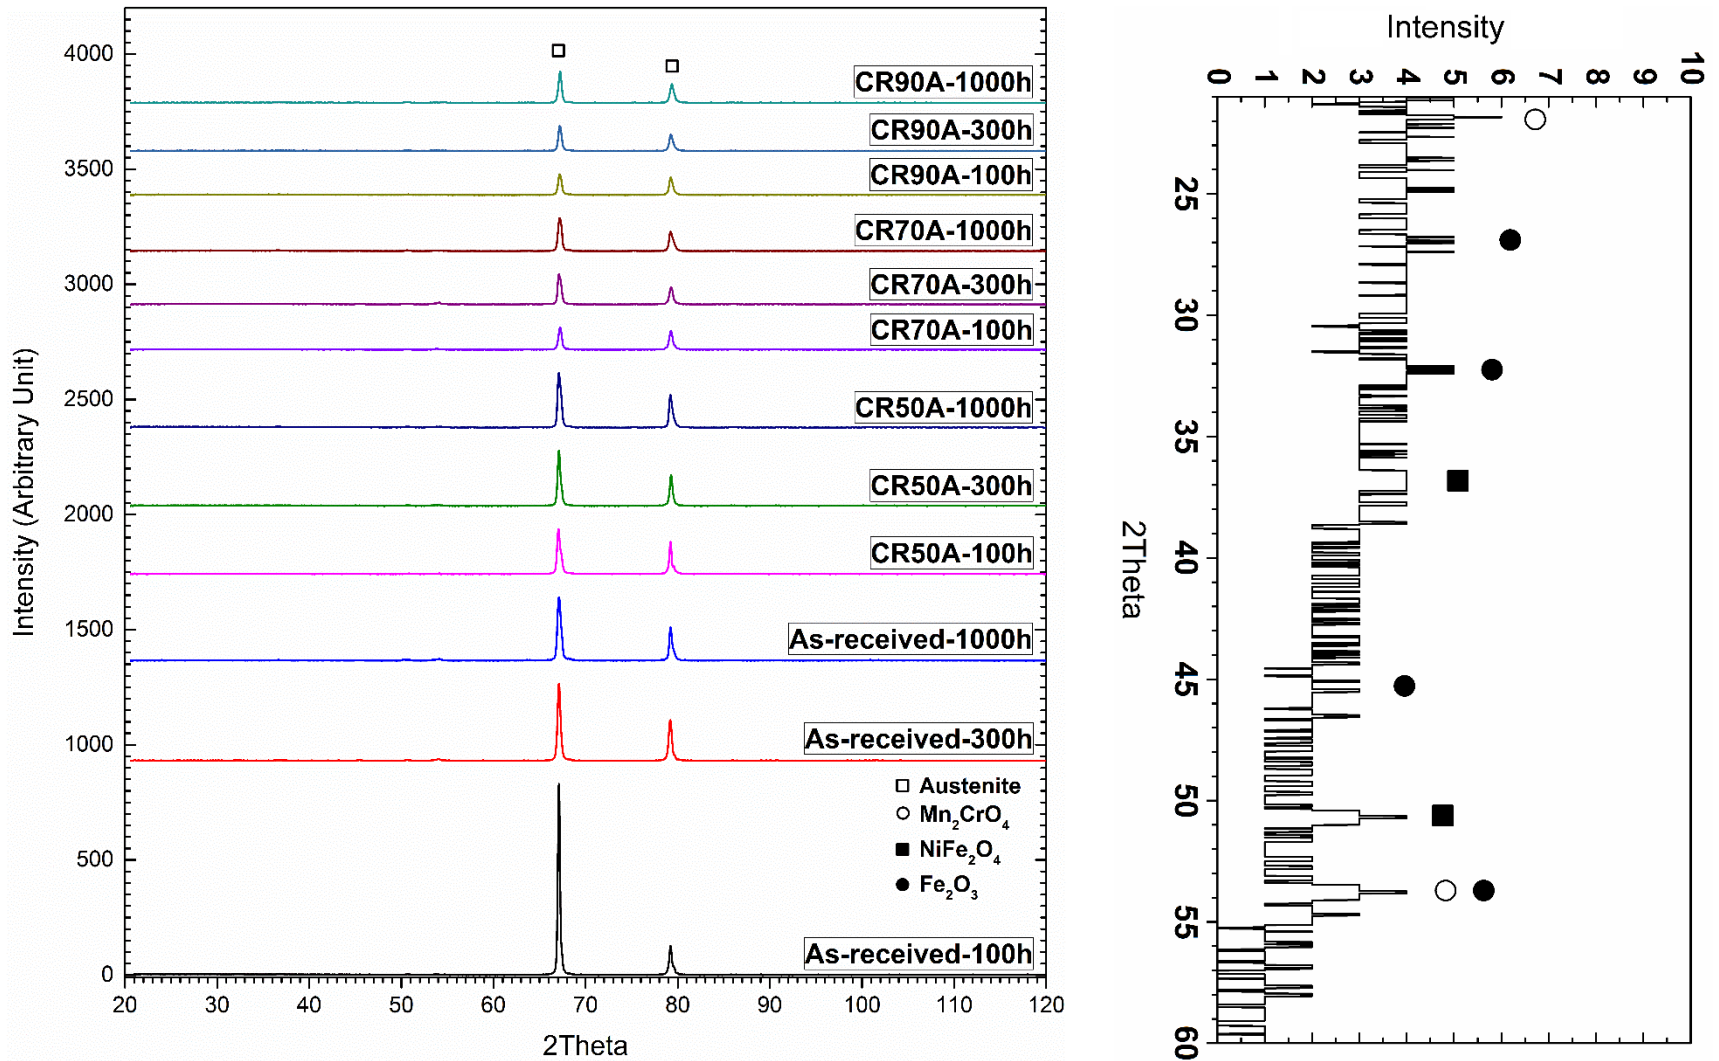 Intensity (Arbitrary Unit)
4000
3500
3000
2500
2000
1500
1000
500
0
CR90A-1000h
CR90A-300h
CR90A-100h
CR70A-1000h
CR70A-300h
CR70A-100h
CR50A-1000h
CR50A-300h
CR50A-100h
As-received-1000h
As-received-300h
Austenite
Mn₂CrO₄
NiFe₂O₄
Fe₂O₃
As-received-100h
20 30 40 50 60 70 80 90 100 110 120
2Theta
Intensity
0 1 2 3 4 5 6 7 8 9 10
25
30
35
40
45
50
55
60
2Theta